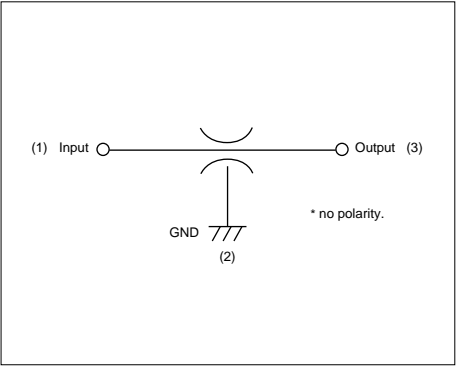 (1) Input Output (3)
* no polarity.
GND
(2)